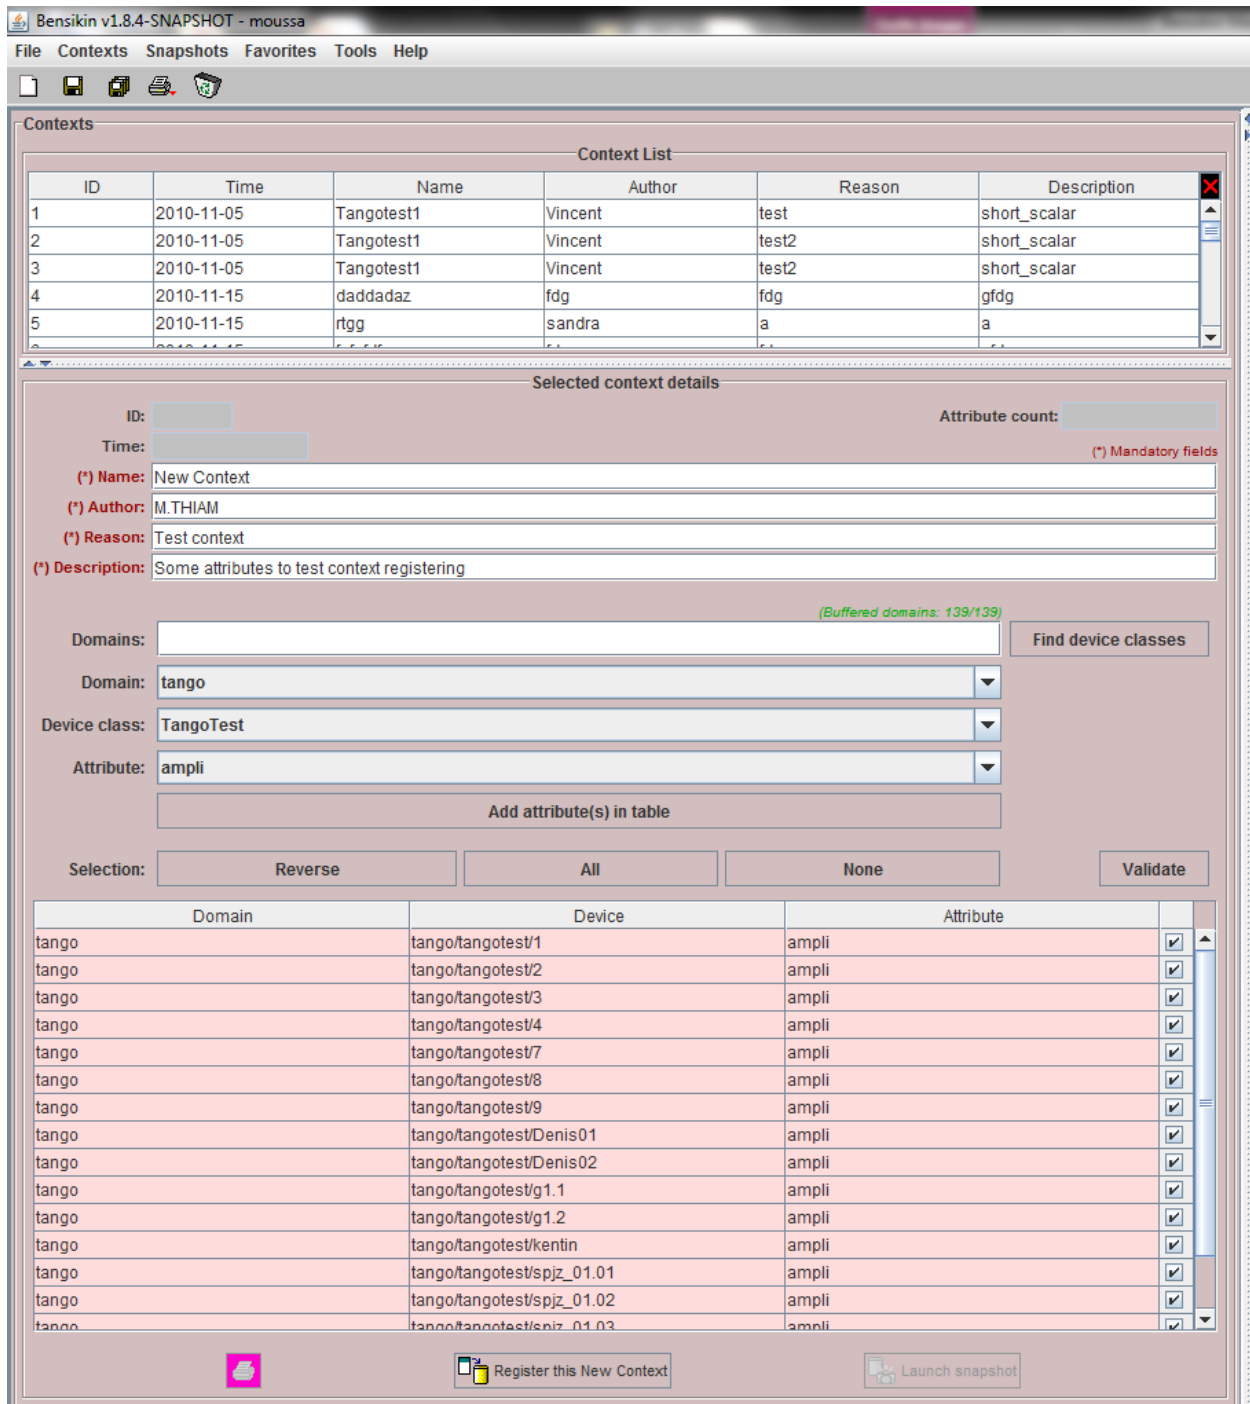 Bensikin v1.8.4-SNAPSHOT - moussa
File Contexts Snapshots Favorites Tools Help
Contexts
Context List
ID Time Name Author Reason Description
1 2010-11-05 Tangotest1 Vincent test short_scalar
2 2010-11-05 Tangotest1 Vincent test2 short_scalar
3 2010-11-05 Tangotest1 Vincent test2 short_scalar
4 2010-11-15 daddadaz fdg fdg gfdg
5 2010-11-15 rtgg sandra a a
Selected context details
ID: Attribute count:
Time: (*) Mandatory fields
(*) Name: New Context
(*) Author: M.THIAM
(*) Reason: Test context
(*) Description: Some attributes to test context registering
(Buffered domains: 139/139)
Domains: Find device classes
Domain: tango
Device class: TangoTest
Attribute: ampli
Add attribute(s) in table
Selection: Reverse All None Validate
Domain Device Attribute
tango tango/tangotest/1 ampli
tango tango/tangotest/2 ampli
tango tango/tangotest/3 ampli
tango tango/tangotest/4 ampli
tango tango/tangotest/7 ampli
tango tango/tangotest/8 ampli
tango tango/tangotest/9 ampli
tango tango/tangotest/Denis01 ampli
tango tango/tangotest/Denis02 ampli
tango tango/tangotest/g1.1 ampli
tango tango/tangotest/g1.2 ampli
tango tango/tangotest/kentin ampli
tango tango/tangotest/spjz_01.01 ampli
tango tango/tangotest/spjz_01.02 ampli
tango tango/tangotest/spjz_01.03 ampli
Register this New Context Launch snapshot